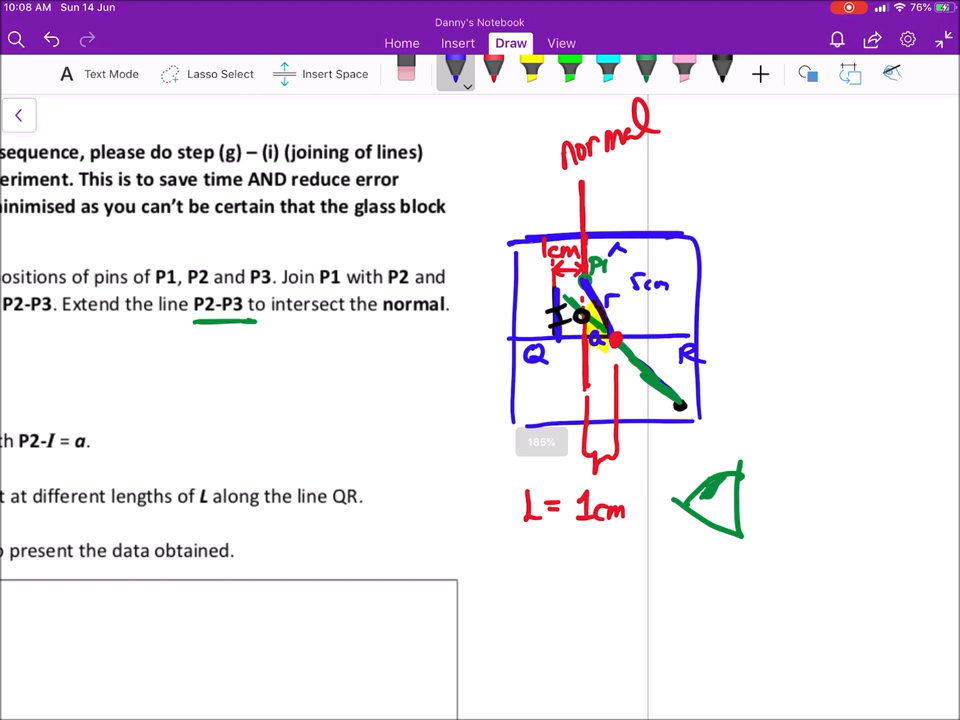 10:08 AM Sun 14 Jun
76%
Danny's Notebook
Home Insert Draw View
Text Mode Lasso Select Insert Space
sequence, please do step (g) – (i) (joining of lines)
eriment. This is to save time AND reduce error
inimised as you can't be certain that the glass block
ositions of pins of P1, P2 and P3. Join P1 with P2 and
P2-P3. Extend the line P2-P3 to intersect the normal.
th P2-I = a.
t at different lengths of L along the line QR.
o present the data obtained.
normal
1cm
P1
5cm
r
I
a
Q
R
165%
L = 1cm